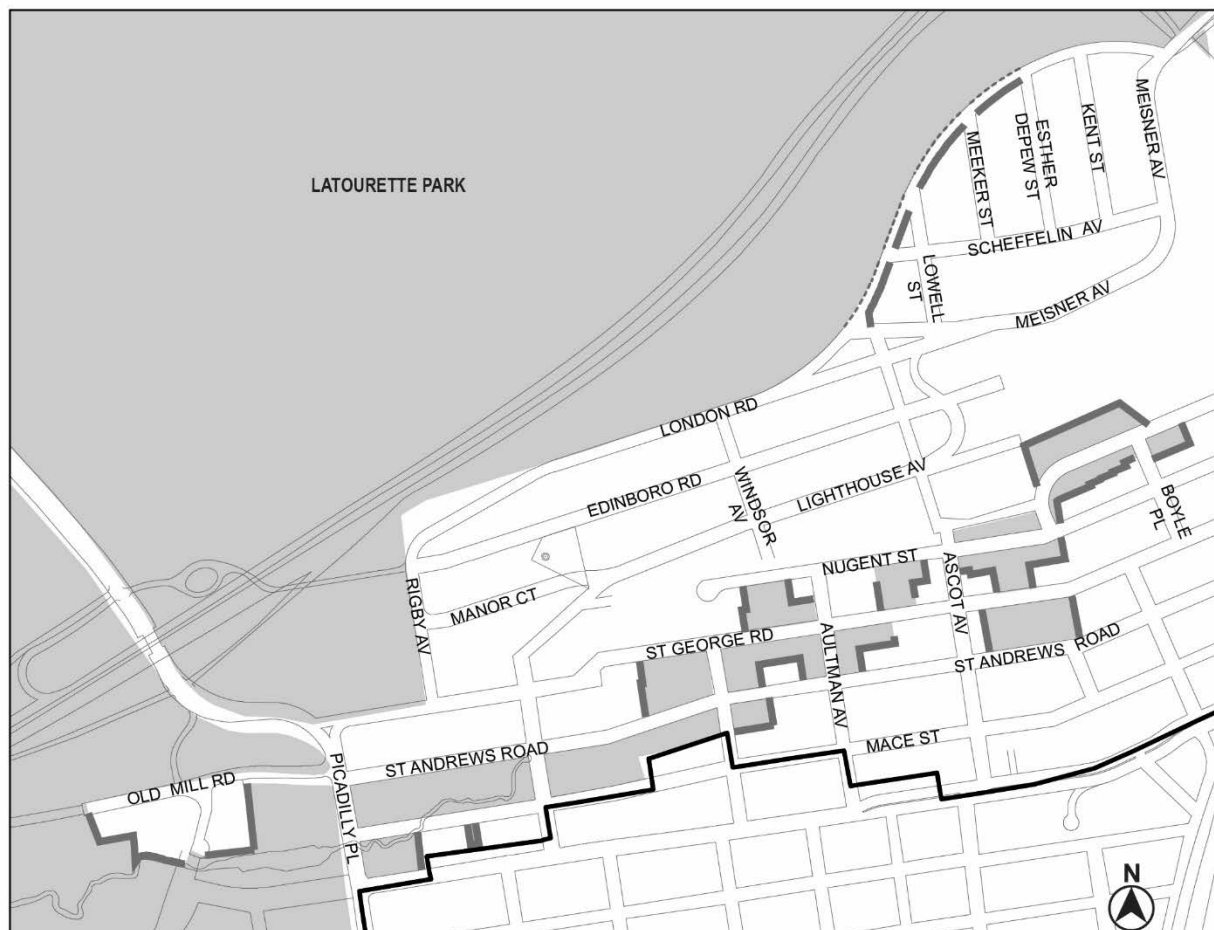 LATOURETTE PARK
MEISNER AV
KENT ST
ESTHER
DEPEW ST
MEEKER ST
SCHEFFELIN AV
LOWELL
ST
MEISNER AV
LONDON RD
EDINBORO RD
WINDSOR
AV
LIGHTHOUSE AV
BOYLE
PL
NUGENT ST
ASCOT AV
RIGBY AV
MANOR CT
ST GEORGE RD
AULTMAN AV
ST ANDREWS ROAD
MACE ST
ST ANDREWS ROAD
OLD MILL RD
PICADILLY PL
N